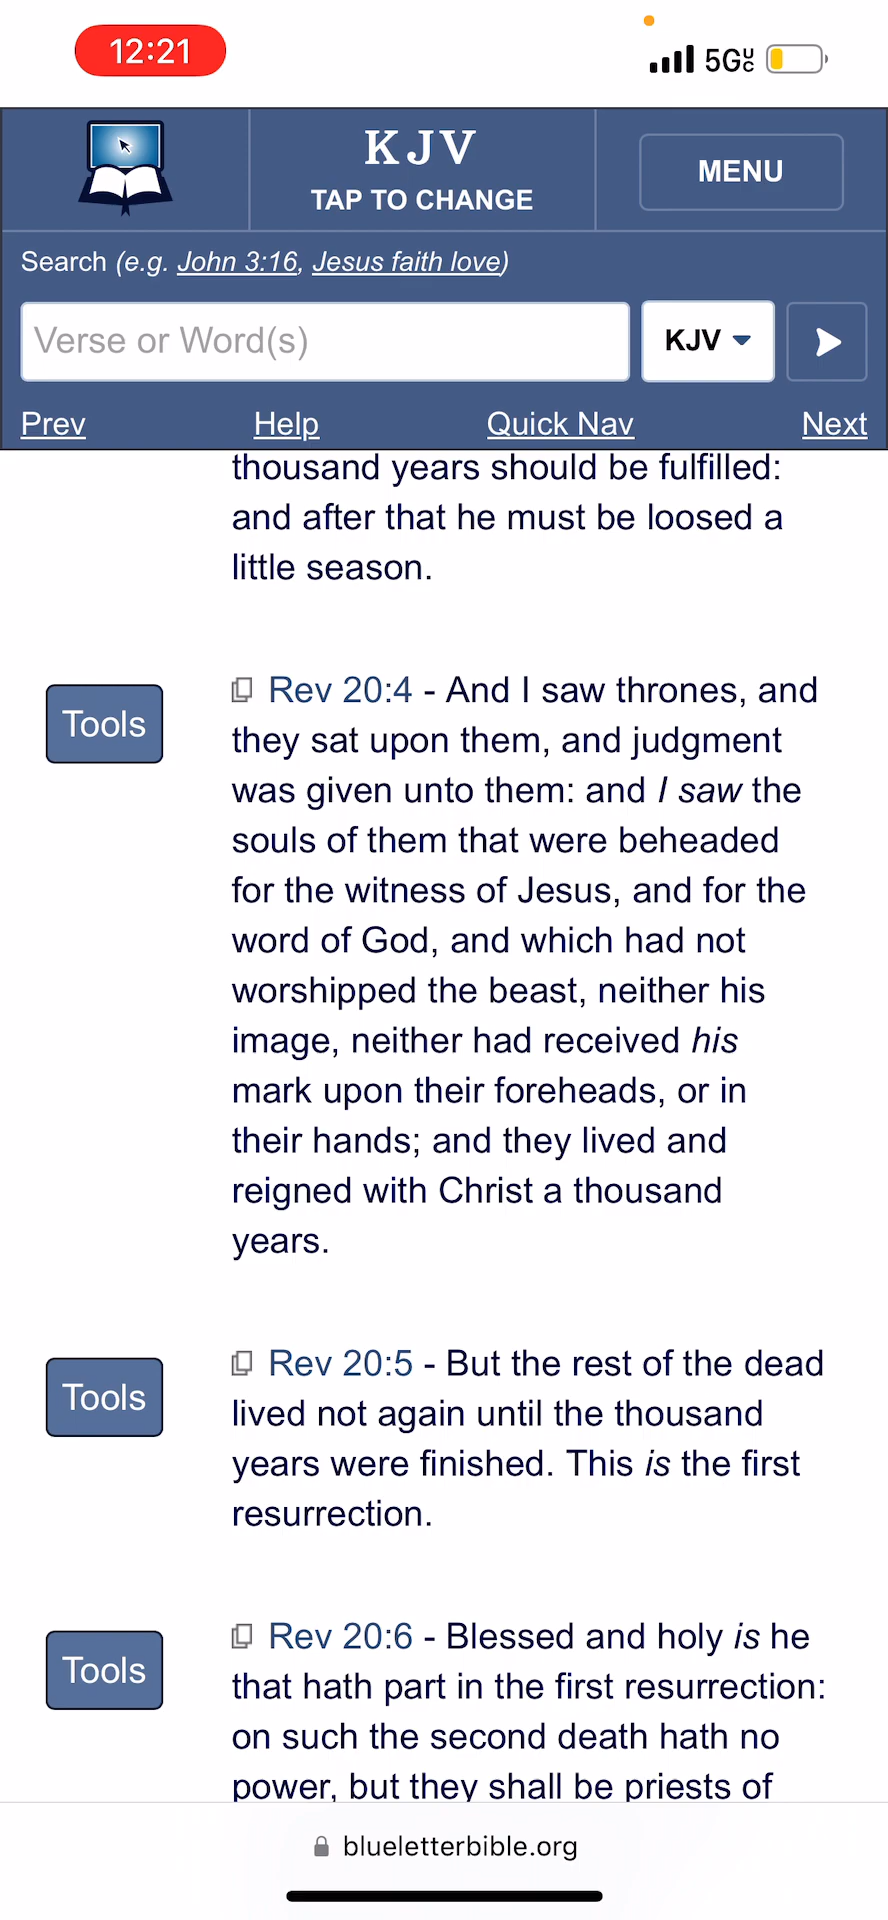 12:21
5GUC
KJV
TAP TO CHANGE
MENU
Search (e.g. John 3:16, Jesus faith love)
Verse or Word(s)
KJV
Prev
Help
Quick Nav
Next
thousand years should be fulfilled:
and after that he must be loosed a
little season.
Tools
Rev 20:4 - And I saw thrones, and
they sat upon them, and judgment
was given unto them: and I saw the
souls of them that were beheaded
for the witness of Jesus, and for the
word of God, and which had not
worshipped the beast, neither his
image, neither had received his
mark upon their foreheads, or in
their hands; and they lived and
reigned with Christ a thousand
years.
Tools
Rev 20:5 - But the rest of the dead
lived not again until the thousand
years were finished. This is the first
resurrection.
Tools
Rev 20:6 - Blessed and holy is he
that hath part in the first resurrection:
on such the second death hath no
power, but they shall be priests of
blueletterbible.org